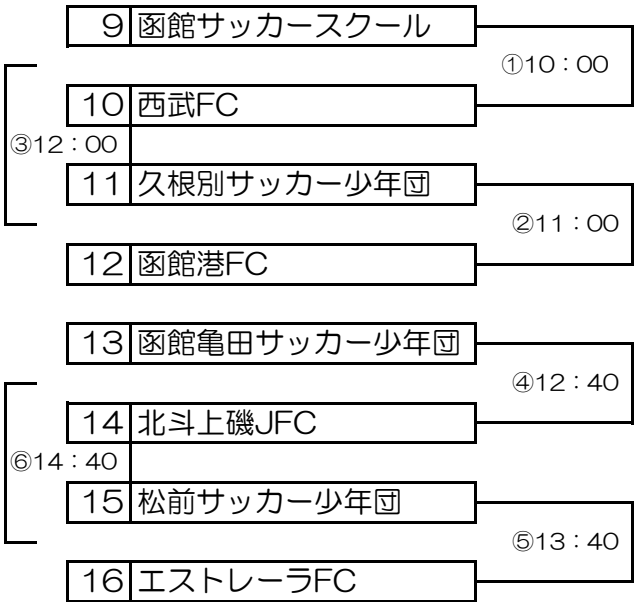 9 函館サッカースクール
①10：00
10 西武FC
③12：00
11 久根別サッカー少年団
②11：00
12 函館港FC
13 函館亀田サッカー少年団
④12：40
14 北斗上磯JFC
⑥14：40
15 松前サッカー少年団
⑤13：40
16 エストレーラFC